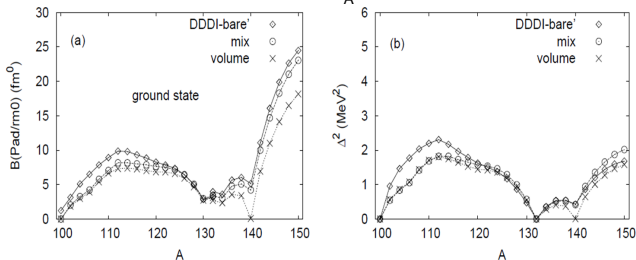 A
DDDI-bare'
mix
volume
(a)
ground state
B(Pad/rm0) (fm⁰)
30
25
20
15
10
5
0
100 110 120 130 140 150
A
DDDI-bare'
mix
volume
(b)
Δ² (MeV²)
6
5
4
3
2
1
0
100 110 120 130 140 150
A